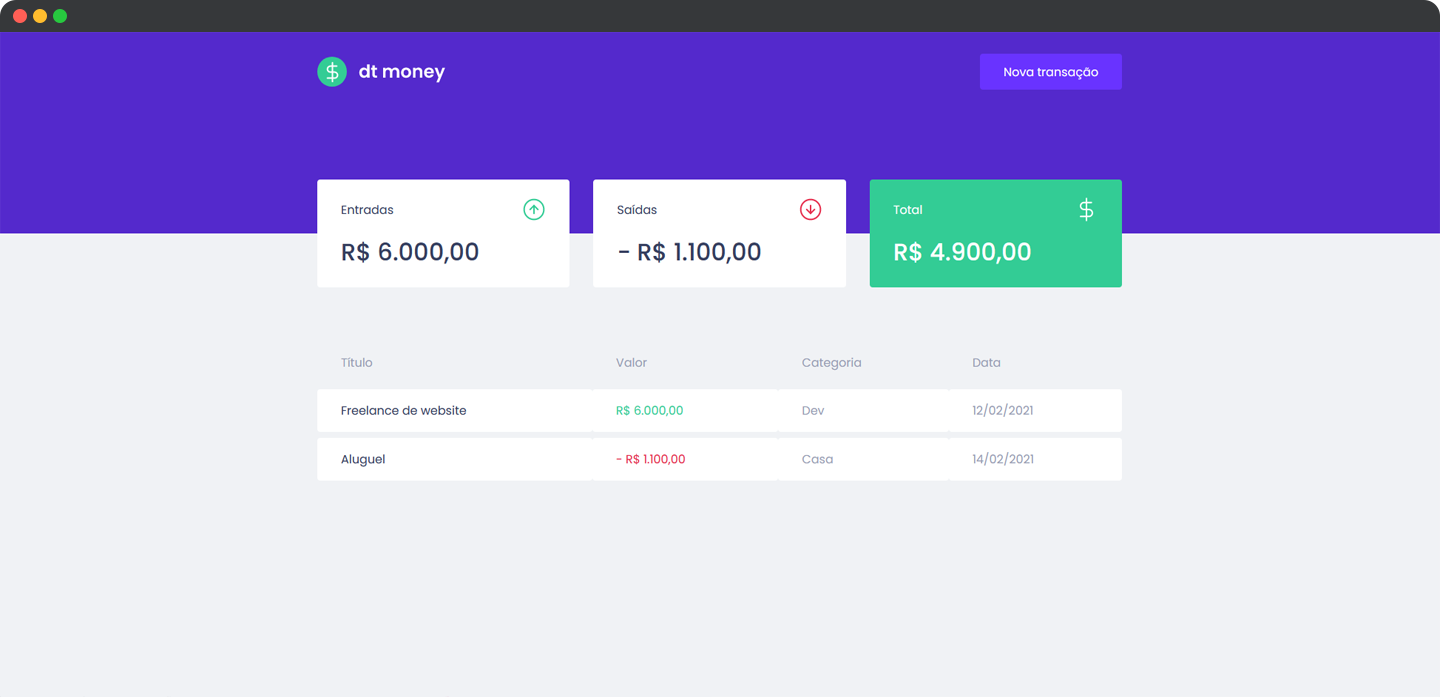 dt money
Nova transação
Entradas
R$ 6.000,00
Saídas
- R$ 1.100,00
Total
$
R$ 4.900,00
Título Valor Categoria Data
Freelance de website R$ 6.000,00 Dev 12/02/2021
Aluguel - R$ 1.100,00 Casa 14/02/2021